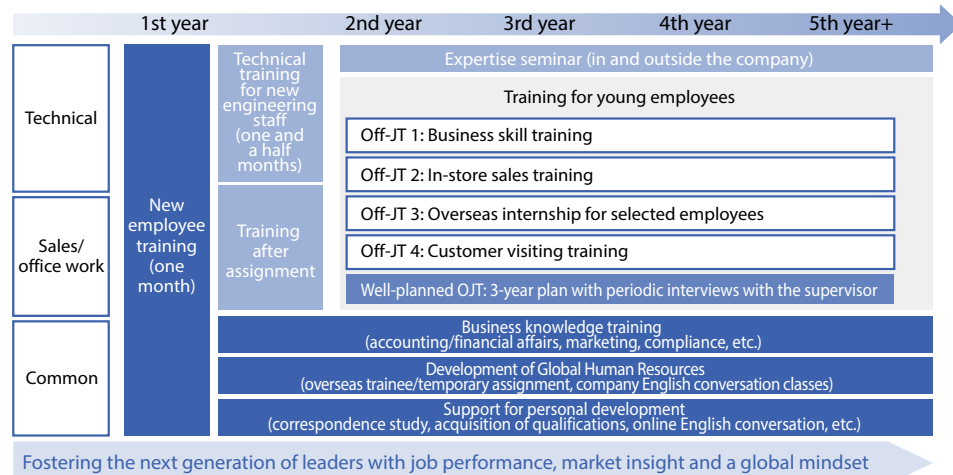 1st year
2nd year
3rd year
4th year
5th year+
Technical
Sales/
office work
Common
New
employee
training
(one
month)
Technical
training
for new
engineering
staff
(one and
a half
months)
Training
after
assignment
Expertise seminar (in and outside the company)
Training for young employees
Off-JT 1: Business skill training
Off-JT 2: In-store sales training
Off-JT 3: Overseas internship for selected employees
Off-JT 4: Customer visiting training
Well-planned OJT: 3-year plan with periodic interviews with the supervisor
Business knowledge training
(accounting/financial affairs, marketing, compliance, etc.)
Development of Global Human Resources
(overseas trainee/temporary assignment, company English conversation classes)
Support for personal development
(correspondence study, acquisition of qualifications, online English conversation, etc.)
Fostering the next generation of leaders with job performance, market insight and a global mindset